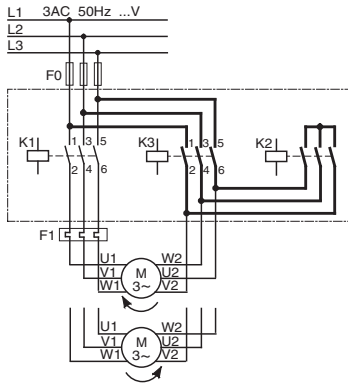 L1 3AC 50Hz ...V
L2
L3
F0
K1 1 3 5 K3 1 3 5 K2
2 4 6 2 4 6
F1
U1 W2
V1 M U2
W1 3~ V2
U1 W2
V1 M U2
W1 3~ V2